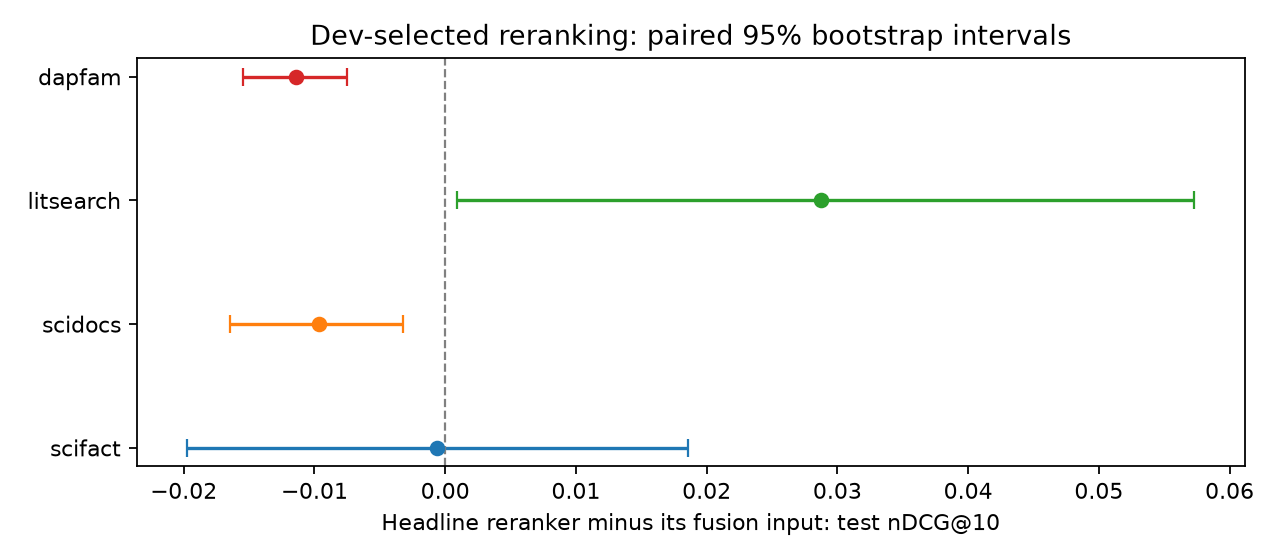 Dev-selected reranking: paired 95% bootstrap intervals
dapfam
litsearch
scidocs
scifact
−0.02 −0.01 0.00 0.01 0.02 0.03 0.04 0.05 0.06
Headline reranker minus its fusion input: test nDCG@10